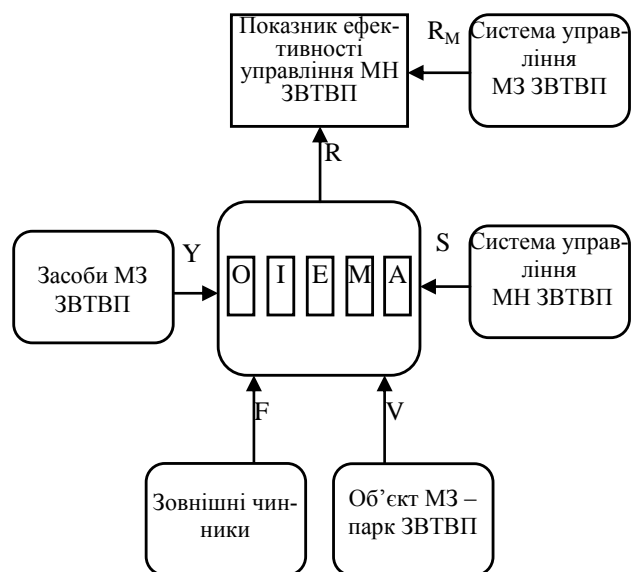 Показник ефек-
тивності
управління МН
ЗВТВП
R_M
Система управ-
ління
МЗ ЗВТВП
R
Засоби МЗ
ЗВТВП
Y
O I E M A
S
Система управ-
ління
МН ЗВТВП
F
V
Зовнішні чин-
ники
Об’єкт МЗ –
парк ЗВТВП